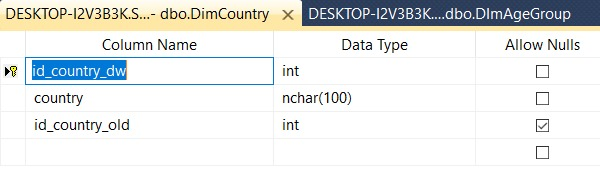 DESKTOP-I2V3B3K.S...- dbo.DimCountry DESKTOP-I2V3B3K....dbo.DImAgeGroup
Column Name Data Type Allow Nulls
id_country_dw int
country nchar(100)
id_country_old int